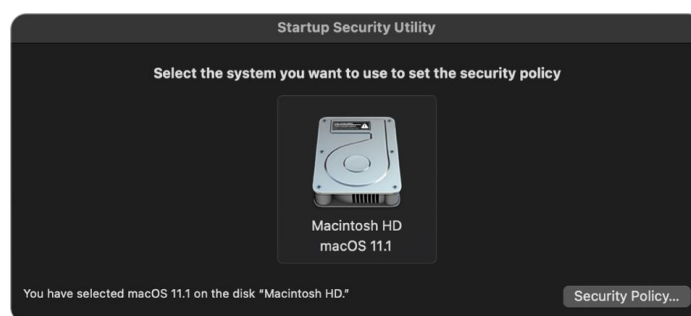 Startup Security Utility
Select the system you want to use to set the security policy
Macintosh HD
macOS 11.1
You have selected macOS 11.1 on the disk “Macintosh HD.”
Security Policy...